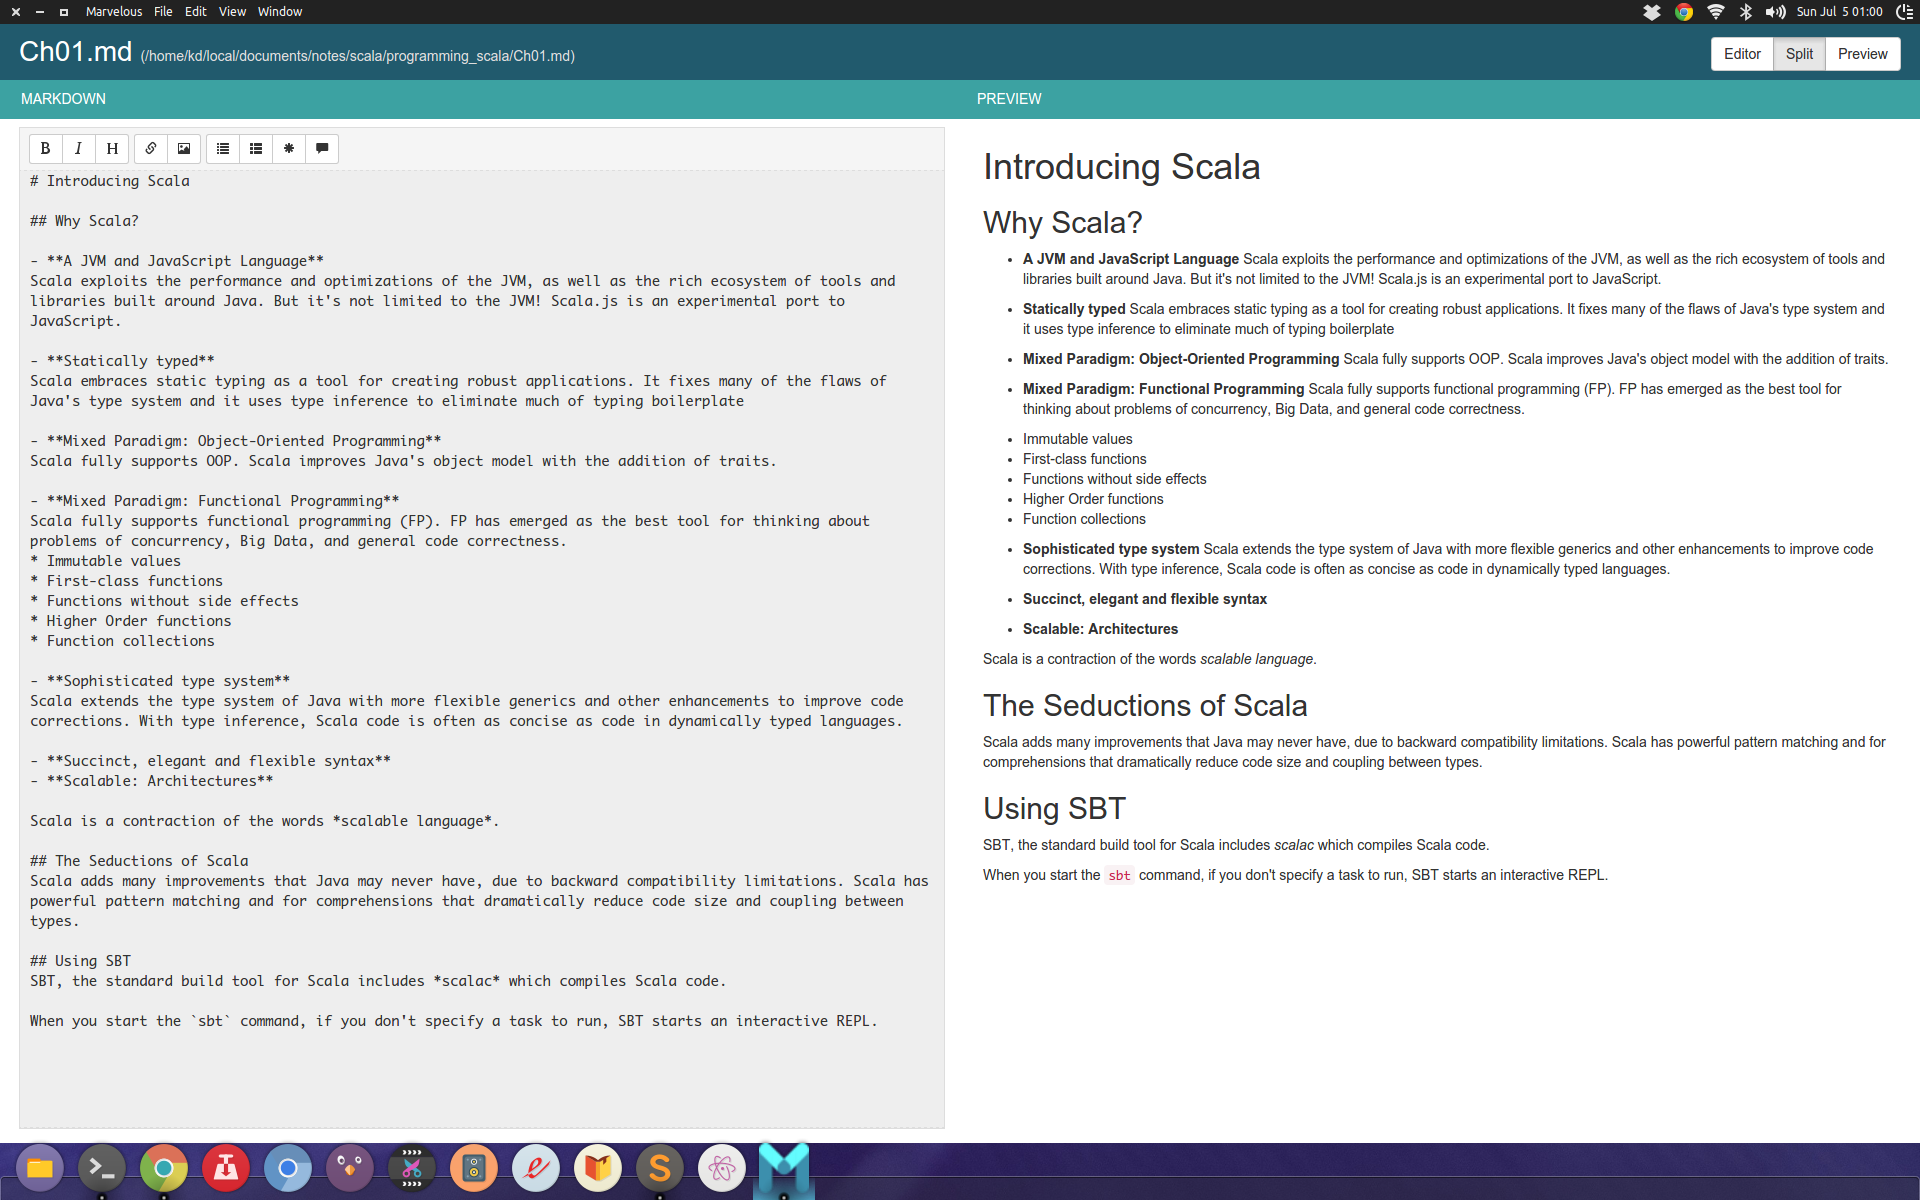 Marvelous File Edit View Window
Sun Jul 5 01:00
Ch01.md (/home/kd/local/documents/notes/scala/programming_scala/Ch01.md)
Editor Split Preview
MARKDOWN
B I H
# Introducing Scala
## Why Scala?
- **A JVM and JavaScript Language**
Scala exploits the performance and optimizations of the JVM, as well as the rich ecosystem of tools and
libraries built around Java. But it's not limited to the JVM! Scala.js is an experimental port to
JavaScript.
- **Statically typed**
Scala embraces static typing as a tool for creating robust applications. It fixes many of the flaws of
Java's type system and it uses type inference to eliminate much of typing boilerplate
- **Mixed Paradigm: Object-Oriented Programming**
Scala fully supports OOP. Scala improves Java's object model with the addition of traits.
- **Mixed Paradigm: Functional Programming**
Scala fully supports functional programming (FP). FP has emerged as the best tool for thinking about
problems of concurrency, Big Data, and general code correctness.
* Immutable values
* First-class functions
* Functions without side effects
* Higher Order functions
* Function collections
- **Sophisticated type system**
Scala extends the type system of Java with more flexible generics and other enhancements to improve code
corrections. With type inference, Scala code is often as concise as code in dynamically typed languages.
- **Succinct, elegant and flexible syntax**
- **Scalable: Architectures**
Scala is a contraction of the words *scalable language*.
## The Seductions of Scala
Scala adds many improvements that Java may never have, due to backward compatibility limitations. Scala has
powerful pattern matching and for comprehensions that dramatically reduce code size and coupling between
types.
## Using SBT
SBT, the standard build tool for Scala includes *scalac* which compiles Scala code.
When you start the `sbt` command, if you don't specify a task to run, SBT starts an interactive REPL.
PREVIEW
Introducing Scala
Why Scala?
• A JVM and JavaScript Language Scala exploits the performance and optimizations of the JVM, as well as the rich ecosystem of tools and
libraries built around Java. But it's not limited to the JVM! Scala.js is an experimental port to JavaScript.
• Statically typed Scala embraces static typing as a tool for creating robust applications. It fixes many of the flaws of Java's type system and
it uses type inference to eliminate much of typing boilerplate
• Mixed Paradigm: Object-Oriented Programming Scala fully supports OOP. Scala improves Java's object model with the addition of traits.
• Mixed Paradigm: Functional Programming Scala fully supports functional programming (FP). FP has emerged as the best tool for
thinking about problems of concurrency, Big Data, and general code correctness.
• Immutable values
• First-class functions
• Functions without side effects
• Higher Order functions
• Function collections
• Sophisticated type system Scala extends the type system of Java with more flexible generics and other enhancements to improve code
corrections. With type inference, Scala code is often as concise as code in dynamically typed languages.
• Succinct, elegant and flexible syntax
• Scalable: Architectures
Scala is a contraction of the words scalable language.
The Seductions of Scala
Scala adds many improvements that Java may never have, due to backward compatibility limitations. Scala has powerful pattern matching and for
comprehensions that dramatically reduce code size and coupling between types.
Using SBT
SBT, the standard build tool for Scala includes scalac which compiles Scala code.
When you start the sbt command, if you don't specify a task to run, SBT starts an interactive REPL.